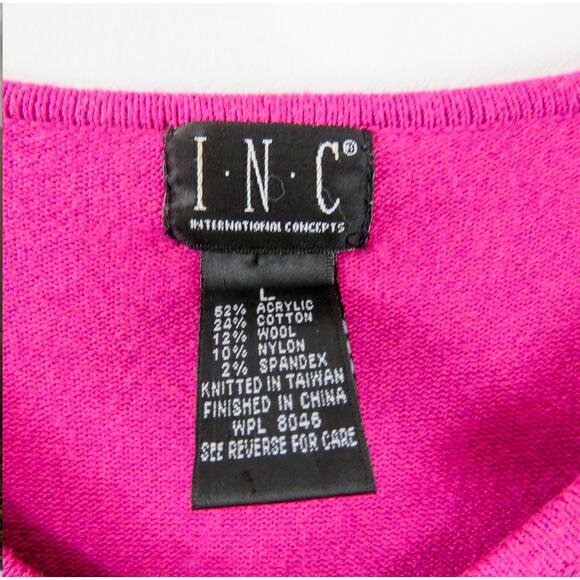 I·N·C®
INTERNATIONAL CONCEPTS
L
52% ACRYLIC
24% COTTON
12% WOOL
10% NYLON
2% SPANDEX
KNITTED IN TAIWAN
FINISHED IN CHINA
WPL 8046
SEE REVERSE FOR CARE